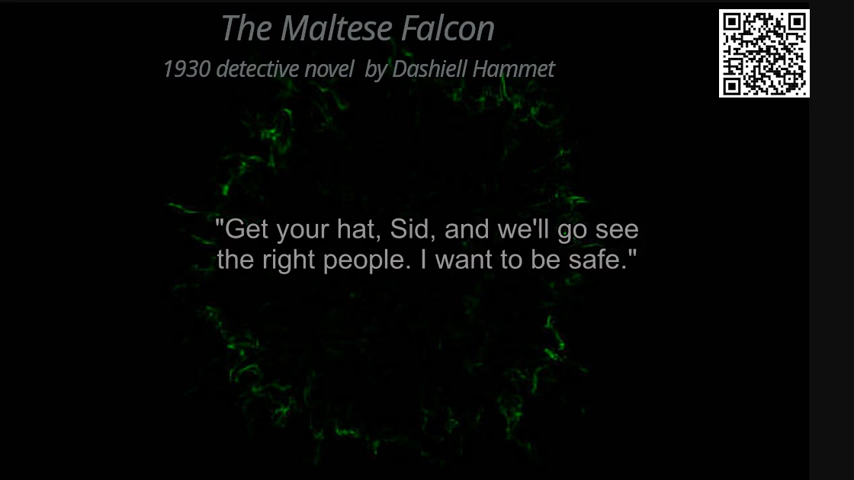 The Maltese Falcon
1930 detective novel by Dashiell Hammet
"Get your hat, Sid, and we'll go see
the right people. I want to be safe."